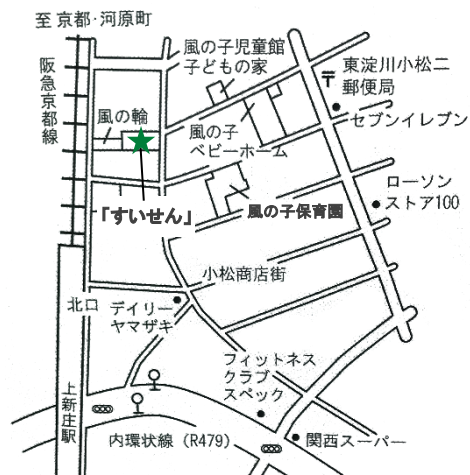 至 京都・河原町
阪急京都線
風の子児童館
子どもの家
東淀川小松二
郵便局
セブンイレブン
風の輪
風の子
ベビーホーム
「すいせん」
風の子保育園
ローソン
ストア100
小松商店街
北口
デイリー
ヤマザキ
フィットネス
クラブ
スペック
上新庄駅
内環状線（R479）
関西スーパー